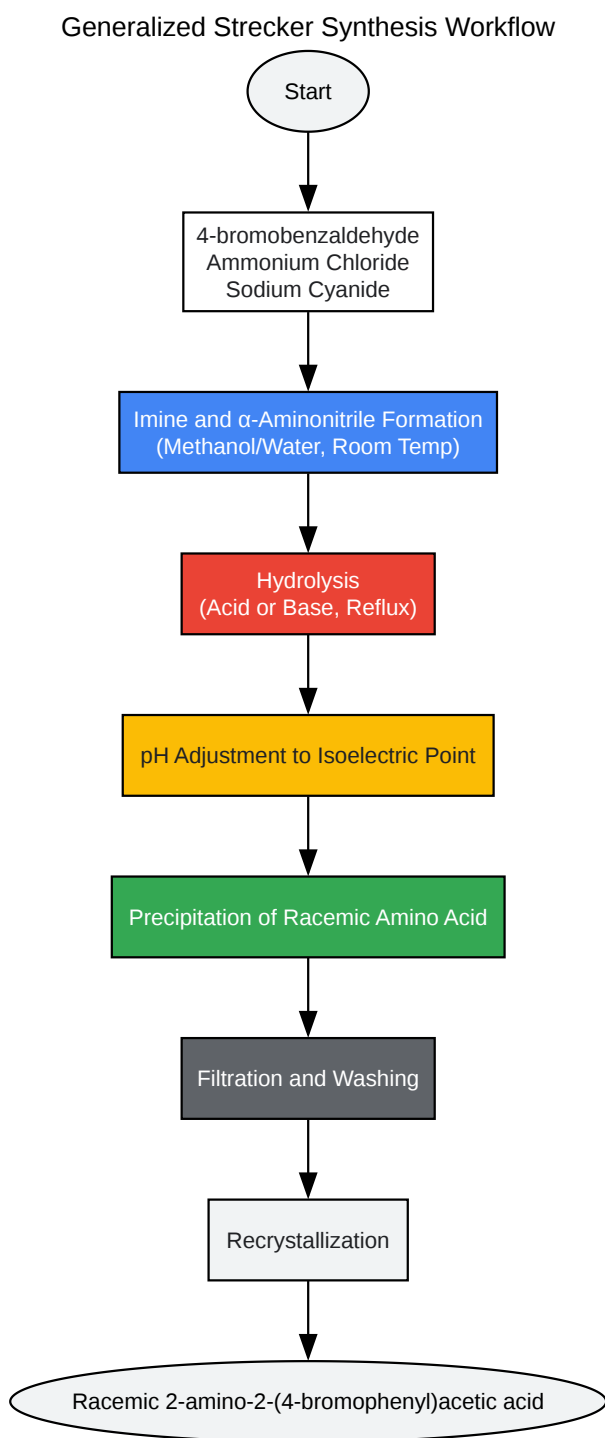 Generalized Strecker Synthesis Workflow
Start
4-bromobenzaldehyde
Ammonium Chloride
Sodium Cyanide
Imine and α-Aminonitrile Formation
(Methanol/Water, Room Temp)
Hydrolysis
(Acid or Base, Reflux)
pH Adjustment to Isoelectric Point
Precipitation of Racemic Amino Acid
Filtration and Washing
Recrystallization
Racemic 2-amino-2-(4-bromophenyl)acetic acid